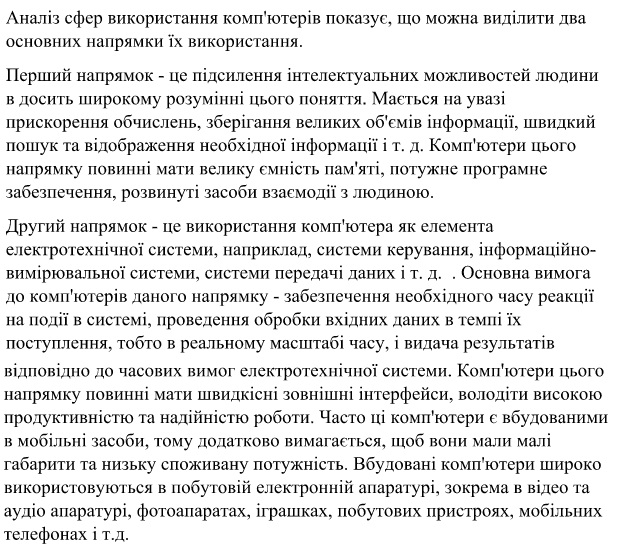 Аналіз сфер використання комп'ютерів показує, що можна виділити два
основних напрямки їх використання.
Перший напрямок - це підсилення інтелектуальних можливостей людини
в досить широкому розумінні цього поняття. Мається на увазі
прискорення обчислень, зберігання великих об'ємів інформації, швидкий
пошук та відображення необхідної інформації і т. д. Комп'ютери цього
напрямку повинні мати велику ємність пам'яті, потужне програмне
забезпечення, розвинуті засоби взаємодії з людиною.
Другий напрямок - це використання комп'ютера як елемента
електротехнічної системи, наприклад, системи керування, інформаційно-
вимірювальної системи, системи передачі даних і т. д.  . Основна вимога
до комп'ютерів даного напрямку - забезпечення необхідного часу реакції
на події в системі, проведення обробки вхідних даних в темпі їх
поступлення, тобто в реальному масштабі часу, і видача результатів
відповідно до часових вимог електротехнічної системи. Комп'ютери цього
напрямку повинні мати швидкісні зовнішні інтерфейси, володіти високою
продуктивністю та надійністю роботи. Часто ці комп'ютери є вбудованими
в мобільні засоби, тому додатково вимагається, щоб вони мали малі
габарити та низьку споживану потужність. Вбудовані комп'ютери широко
використовуються в побутовій електронній апаратурі, зокрема в відео та
аудіо апаратурі, фотоапаратах, іграшках, побутових пристроях, мобільних
телефонах і т.д.